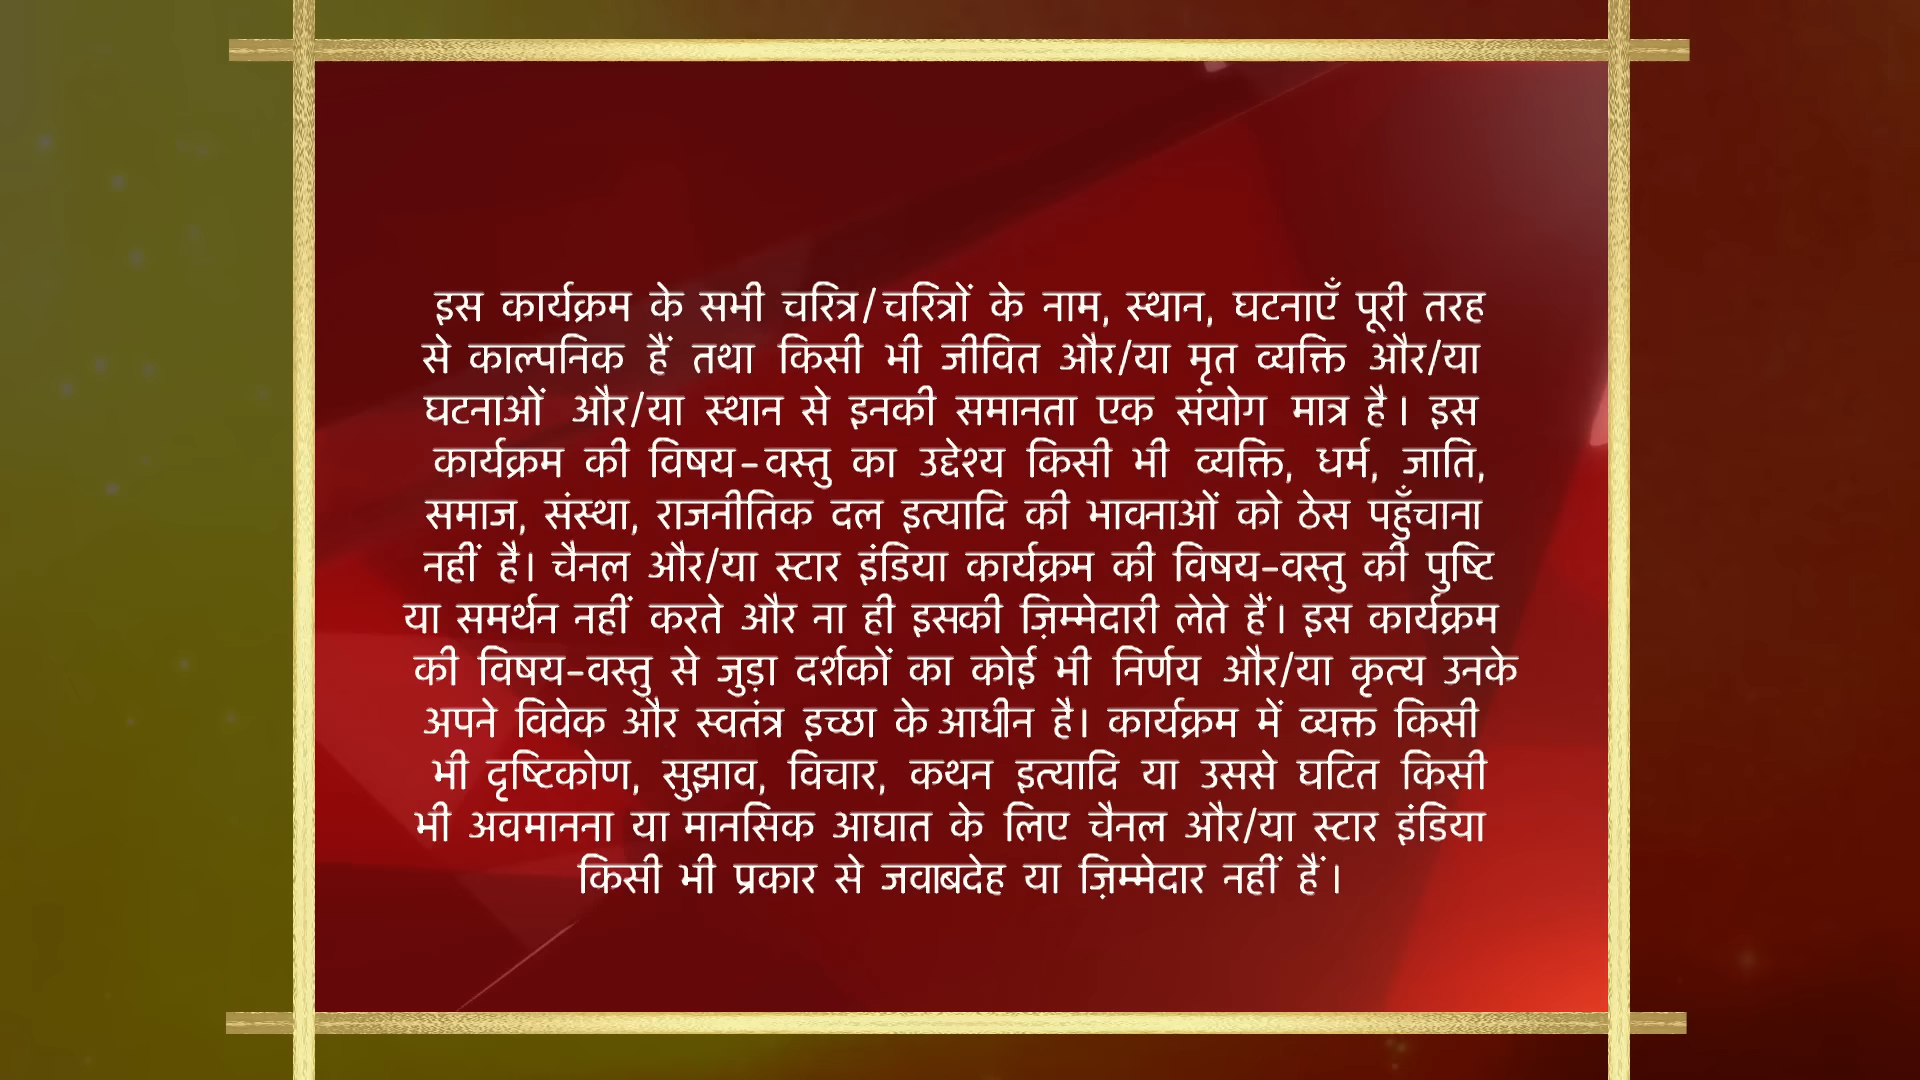 इस कार्यक्रम के सभी चरित्र/चरित्रों के नाम, स्थान, घटनाएँ पूरी तरह
से काल्पनिक हैं तथा किसी भी जीवित और/या मृत व्यक्ति और/या
घटनाओं और/या स्थान से इनकी समानता एक संयोग मात्र है। इस
कार्यक्रम की विषय-वस्तु का उद्देश्य किसी भी व्यक्ति, धर्म, जाति,
समाज, संस्था, राजनीतिक दल इत्यादि की भावनाओं को ठेस पहुँचाना
नहीं है। चैनल और/या स्टार इंडिया कार्यक्रम की विषय-वस्तु की पुष्टि
या समर्थन नहीं करते और ना ही इसकी ज़िम्मेदारी लेते हैं। इस कार्यक्रम
की विषय-वस्तु से जुड़ा दर्शकों का कोई भी निर्णय और/या कृत्य उनके
अपने विवेक और स्वतंत्र इच्छा के आधीन है। कार्यक्रम में व्यक्त किसी
भी दृष्टिकोण, सुझाव, विचार, कथन इत्यादि या उससे घटित किसी
भी अवमानना या मानसिक आघात के लिए चैनल और/या स्टार इंडिया
किसी भी प्रकार से जवाबदेह या ज़िम्मेदार नहीं हैं।